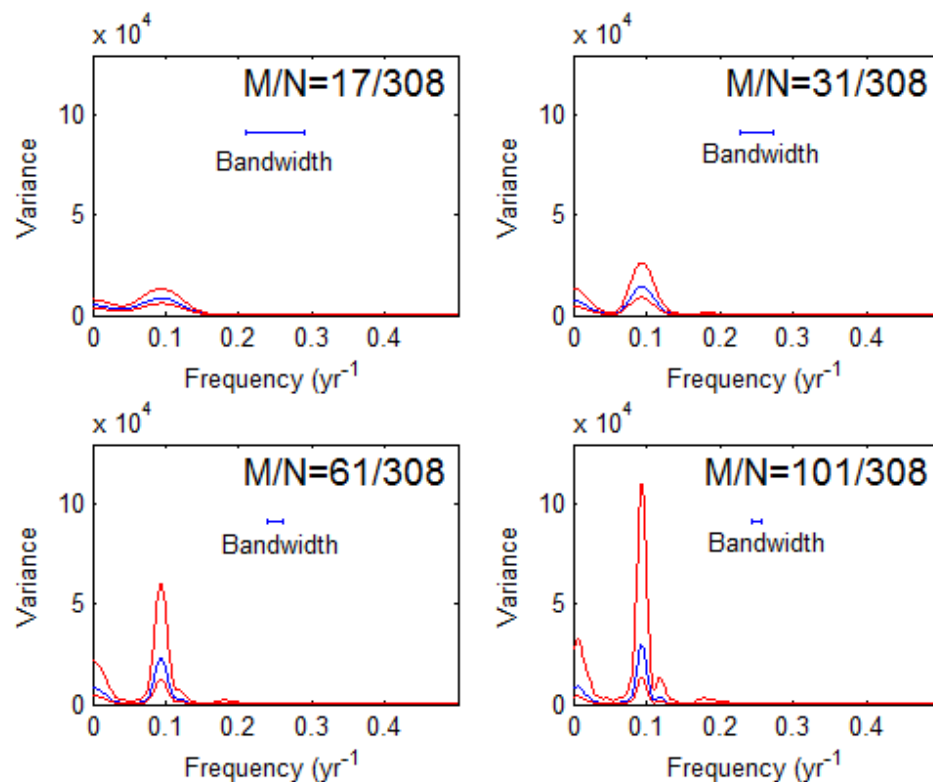 x 10^4
M/N=17/308
10
5
0
Bandwidth
Variance
0 0.1 0.2 0.3 0.4
Frequency (yr^-1
x 10^4
M/N=31/308
10
5
0
Bandwidth
Variance
0 0.1 0.2 0.3 0.4
Frequency (yr^-1
x 10^4
M/N=61/308
10
5
0
Bandwidth
Variance
0 0.1 0.2 0.3 0.4
Frequency (yr^-1
x 10^4
M/N=101/308
10
5
0
Bandwidth
Variance
0 0.1 0.2 0.3 0.4
Frequency (yr^-1